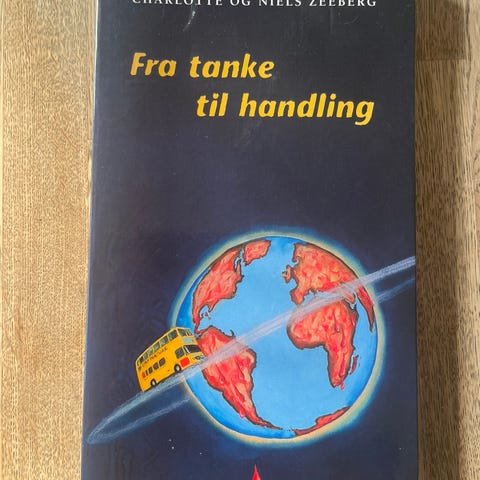 CHARLOTTE OG NIELS ZEEBERG
Fra tanke
til handling